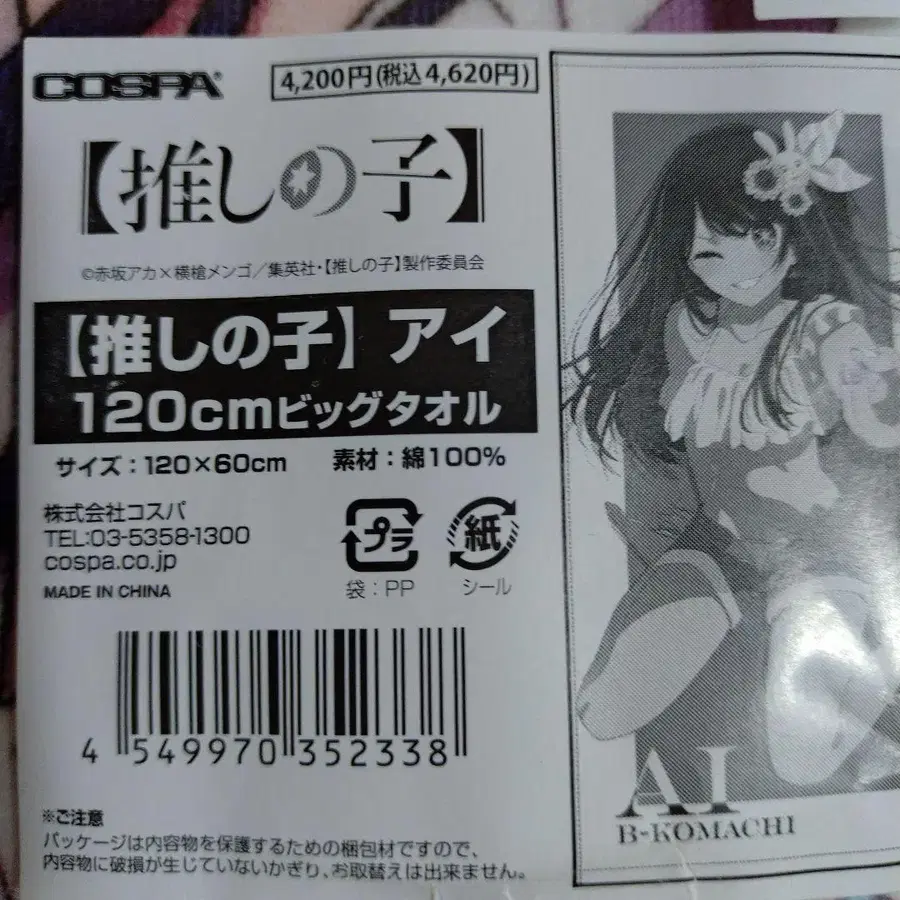 COSPA
4,200円(税込4,620円)
【推しの子】
©赤坂アカ×横槍メンゴ/集英社・【推しの子】製作委員会
【推しの子】アイ
120cmビッグタオル
サイズ:120×60cm 素材:綿100%
株式会社コスパ
TEL:03-5358-1300
cospa.co.jp
MADE IN CHINA
プラ
袋:PP
紙
シール
4 549970 352338
※ご注意
パッケージは内容物を保護するための梱包材ですので、
内容物に破損が生じていないかぎり、お取替えは出来ません。
AI
B-KOMACHI